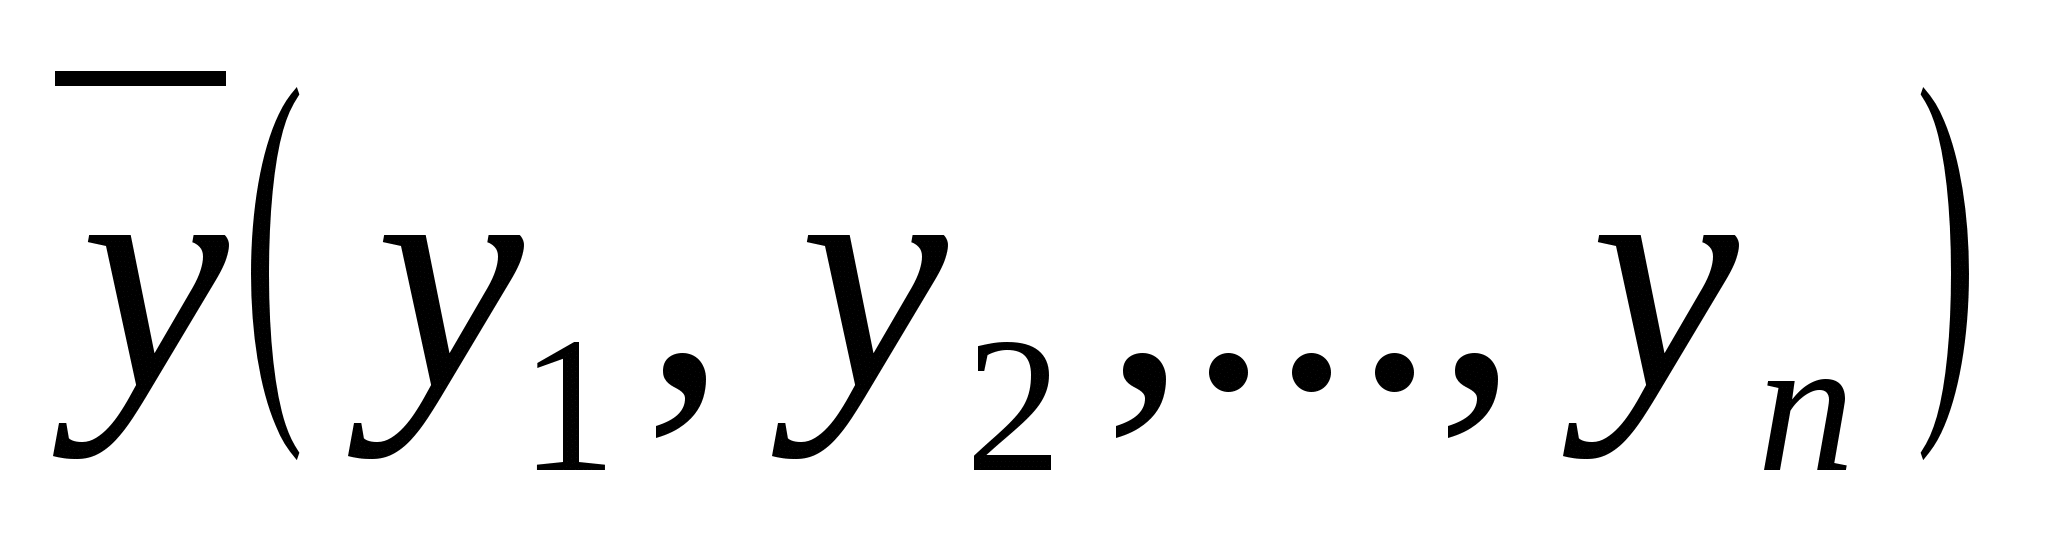 y̅(y₁, y₂,..., yₙ)